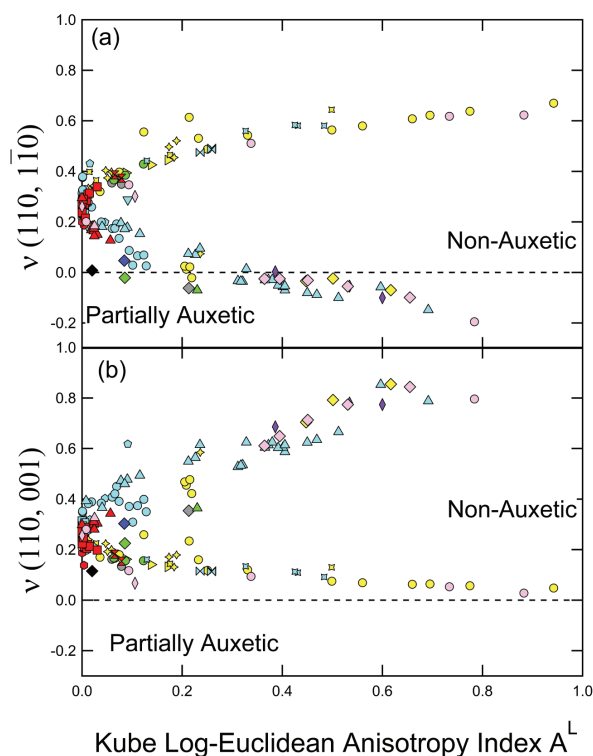 (a)
1.0
0.8
0.6
0.4
0.2
0.0
-0.2
ν (110, 11̅0)
Non-Auxetic
Partially Auxetic
(b)
1.0
0.8
0.6
0.4
0.2
0.0
-0.2
ν (110, 001)
Non-Auxetic
Partially Auxetic
0.0 0.2 0.4 0.6 0.8 1.0
Kube Log-Euclidean Anisotropy Index A^L